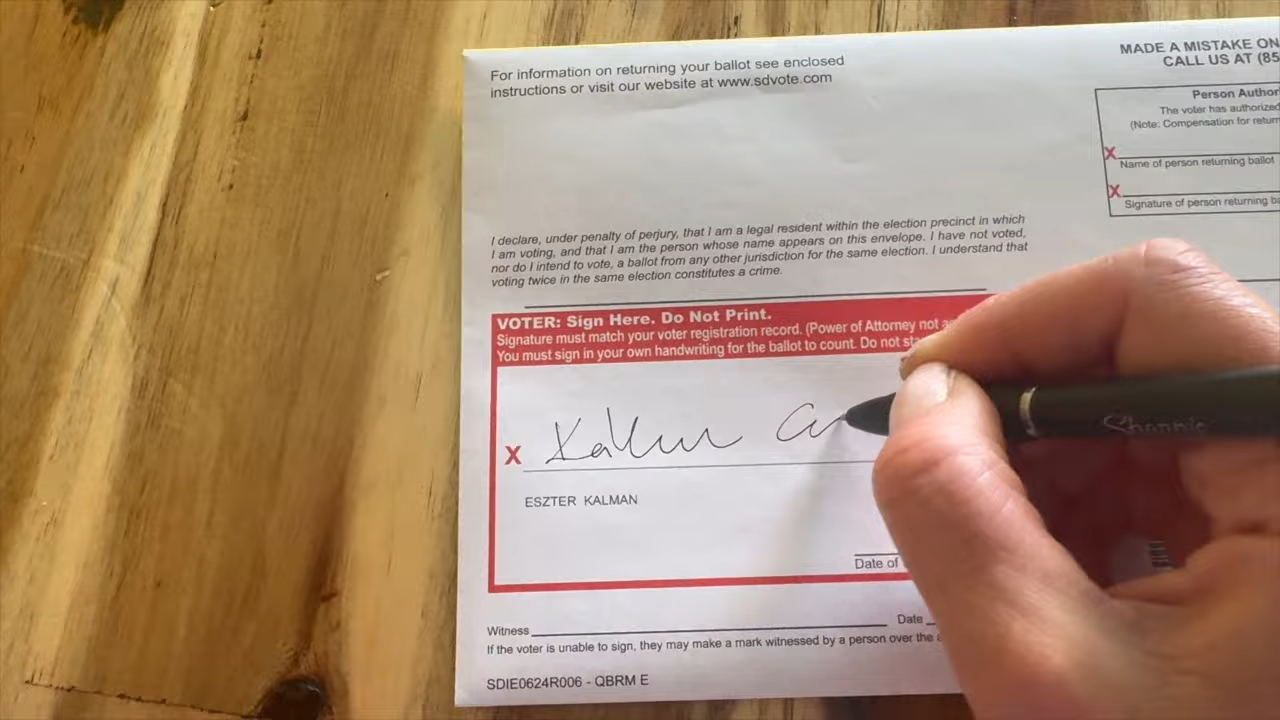 For information on returning your ballot see enclosed
instructions or visit our website at www.sdvote.com
MADE A MISTAKE ON
CALL US AT (85
Person Author
The voter has authorized
(Note: Compensation for return
X
Name of person returning ballot
X
Signature of person returning ba
I declare, under penalty of perjury, that I am a legal resident within the election precinct in which
I am voting, and that I am the person whose name appears on this envelope. I have not voted,
nor do I intend to vote, a ballot from any other jurisdiction for the same election. I understand that
voting twice in the same election constitutes a crime.
VOTER: Sign Here. Do Not Print.
Signature must match your voter registration record. (Power of Attorney not a
You must sign in your own handwriting for the ballot to count. Do not sta
X Kalman
ESZTER KALMAN
Date of
Witness Date
If the voter is unable to sign, they may make a mark witnessed by a person over the a
SDIE0624R006 - QBRM E